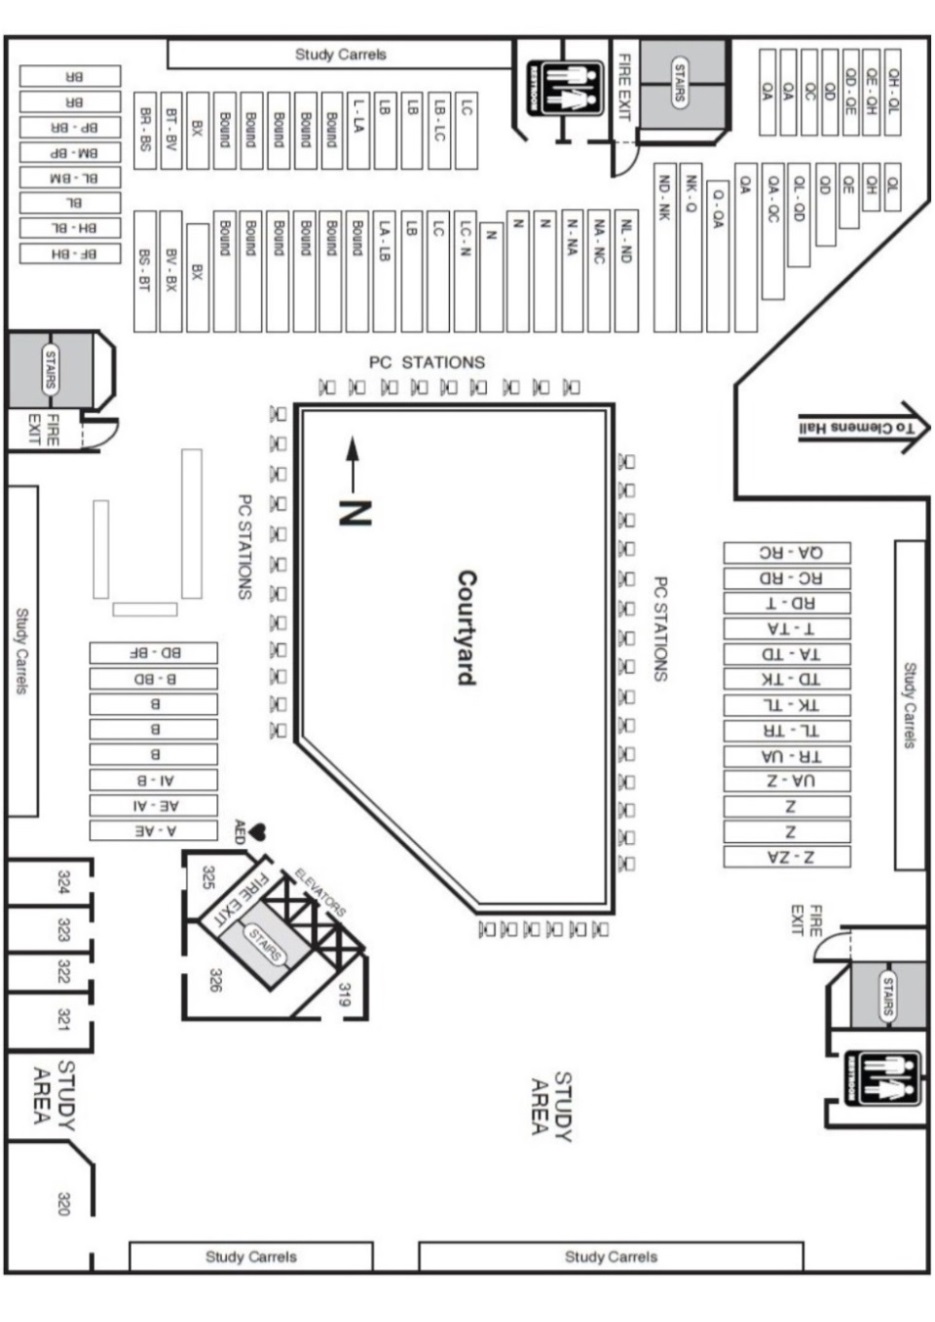 Study Carrels
RESTROOM
FIRE EXIT
STAIRS
BR
BR
BP - BR
BM - BP
BL - BM
BL
BH - BL
BF - BH
BR - BS
BT - BV
BX
Bound
Bound
Bound
Bound
Bound
L - LA
LB
LB
LB - LC
LC
QA
QA
QC
QD
QD - QE
QE - QH
QH - QL
BS - BT
BV - BX
BX
Bound
Bound
Bound
Bound
Bound
Bound
LA - LB
LB
LC
LC - N
N
N
N
N - NA
NA - NC
NL - ND
ND - NK
NK - Q
Q - QA
QA
QA - QC
QL - QD
QD
QE
QH
QL
STAIRS
FIRE
EXIT
PC STATIONS
To Clemens Hall
N
Courtyard
PC STATIONS
PC STATIONS
Study Carrels
BD - BF
B - BD
B
B
B
AI - B
AE - AI
A - AE
QA - RC
RC - RD
RD - T
T - TA
TA - TD
TD - TK
TK - TL
TL - TR
TR - UA
UA - Z
Z
Z
Z - ZA
Study Carrels
AED
ELEVATORS
325
FIRE EXIT
STAIRS
326
319
324
323
322
321
FIRE
EXIT
STAIRS
RESTROOM
STUDY
AREA
STUDY
AREA
320
Study Carrels
Study Carrels